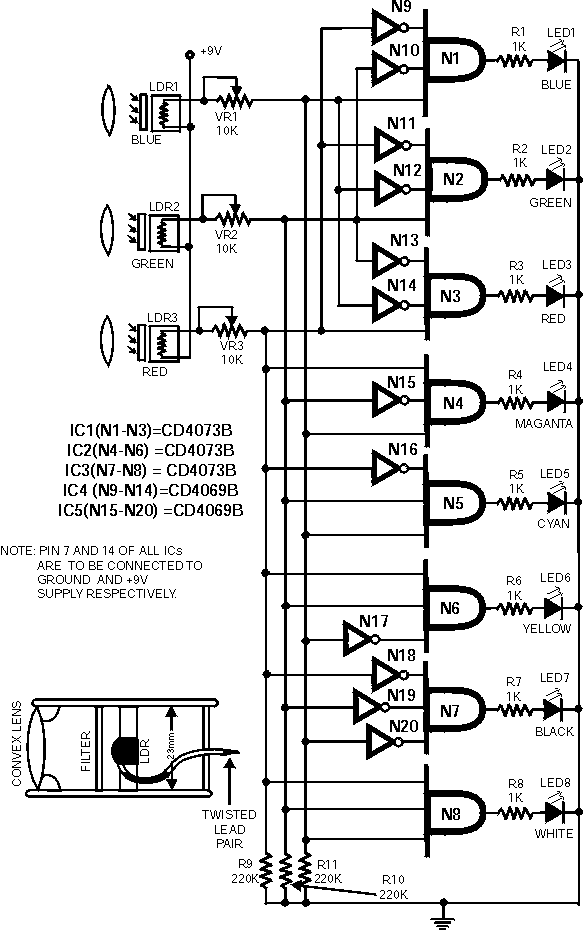 +9V
LDR1
BLUE
VR1
10K
LDR2
GREEN
VR2
10K
LDR3
RED
VR3
10K
N9
N10
N1
R1
1K
LED1
BLUE
N11
N12
N2
R2
1K
LED2
GREEN
N13
N14
N3
R3
1K
LED3
RED
N15
N4
R4
1K
LED4
MAGANTA
N16
N5
R5
1K
LED5
CYAN
N6
R6
1K
LED6
YELLOW
N17
N18
N19
N20
N7
R7
1K
LED7
BLACK
N8
R8
1K
LED8
WHITE
IC1(N1-N3)=CD4073B
IC2(N4-N6) =CD4073B
IC3(N7-N8) = CD4073B
IC4 (N9-N14)=CD4069B
IC5(N15-N20) =CD4069B
NOTE: PIN 7 AND 14 OF ALL ICs
ARE TO BE CONNECTED TO
GROUND AND +9V
SUPPLY RESPECTIVELY.
CONVEX LENS
FILTER
LDR
23mm
TWISTED
LEAD
PAIR
R9
220K
R11
220K
R10
220K